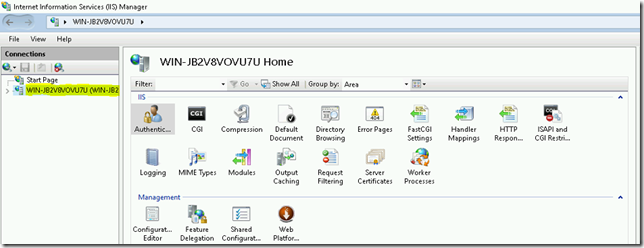 Internet Information Services (IIS) Manager
WIN-JB2V8VOVU7U
File View Help
Connections
Start Page
WIN-JB2V8VOVU7U (WIN-JB2
WIN-JB2V8VOVU7U Home
Filter: Go Show All Group by: Area
IIS
Authentic... CGI Compression Default Document Directory Browsing Error Pages FastCGI Settings Handler Mappings HTTP Respon... ISAPI and CGI Restri...
Logging MIME Types Modules Output Caching Request Filtering Server Certificates Worker Processes
Management
Configurat... Editor Feature Delegation Shared Configurat... Web Platfor...